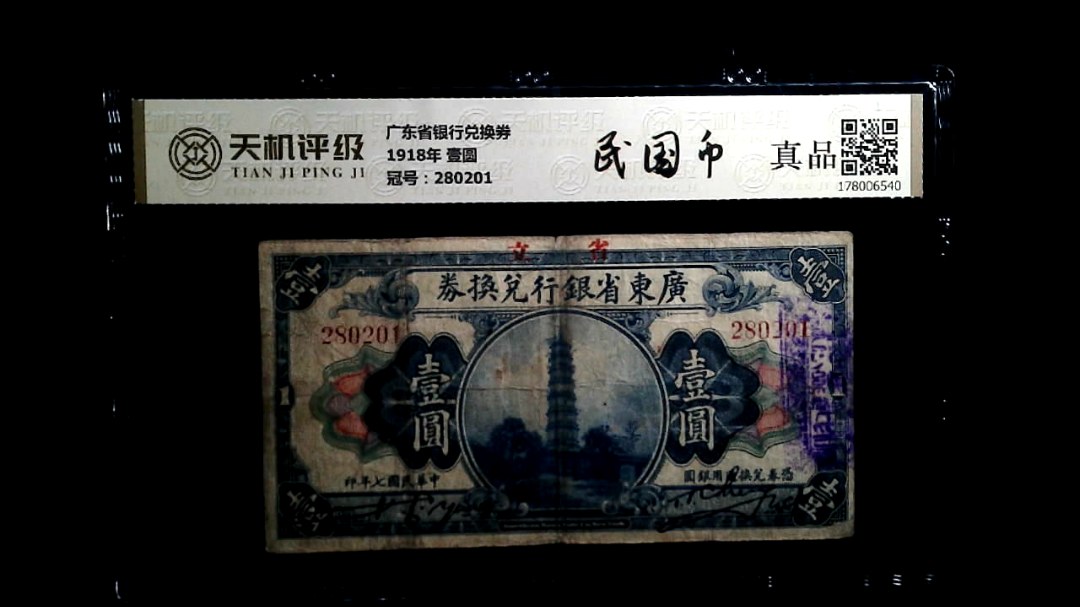 天机评级
TIAN JI PING JI
广东省银行兑换券
1918年 壹圆
冠号：280201
民国币
真品
178006540
立 省
券換兌行銀省東廣
280201
280201
壹圓
壹圓
印年七國民華中
圓銀用通換兌券憑